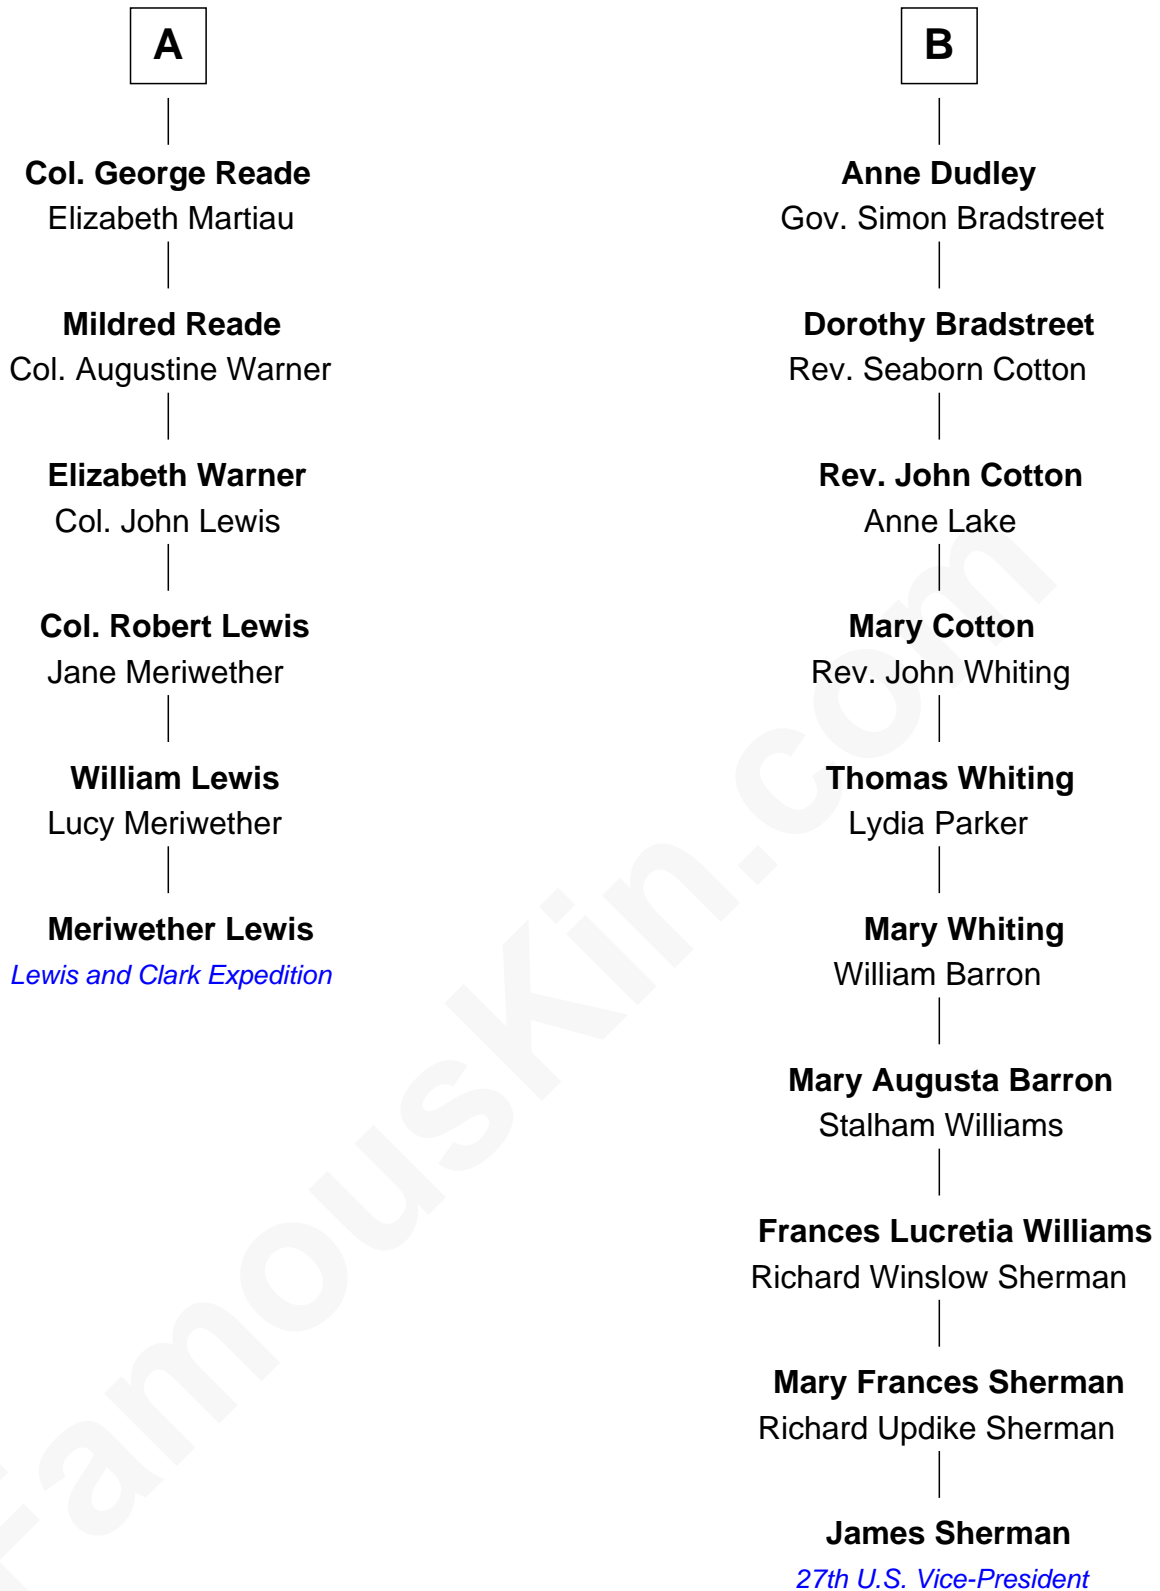 A
Col. George Reade
Elizabeth Martiau
Mildred Reade
Col. Augustine Warner
Elizabeth Warner
Col. John Lewis
Col. Robert Lewis
Jane Meriwether
William Lewis
Lucy Meriwether
Meriwether Lewis
Lewis and Clark Expedition
B
Anne Dudley
Gov. Simon Bradstreet
Dorothy Bradstreet
Rev. Seaborn Cotton
Rev. John Cotton
Anne Lake
Mary Cotton
Rev. John Whiting
Thomas Whiting
Lydia Parker
Mary Whiting
William Barron
Mary Augusta Barron
Stalham Williams
Frances Lucretia Williams
Richard Winslow Sherman
Mary Frances Sherman
Richard Updike Sherman
James Sherman
27th U.S. Vice-President
FamousKin.com